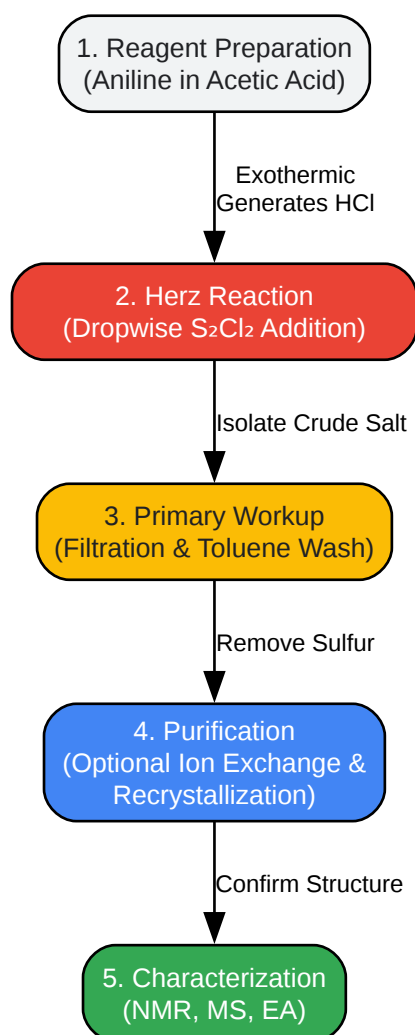 1. Reagent Preparation
(Aniline in Acetic Acid)
Exothermic
Generates HCl
2. Herz Reaction
(Dropwise S₂Cl₂ Addition)
Isolate Crude Salt
3. Primary Workup
(Filtration & Toluene Wash)
Remove Sulfur
4. Purification
(Optional Ion Exchange &
Recrystallization)
Confirm Structure
5. Characterization
(NMR, MS, EA)